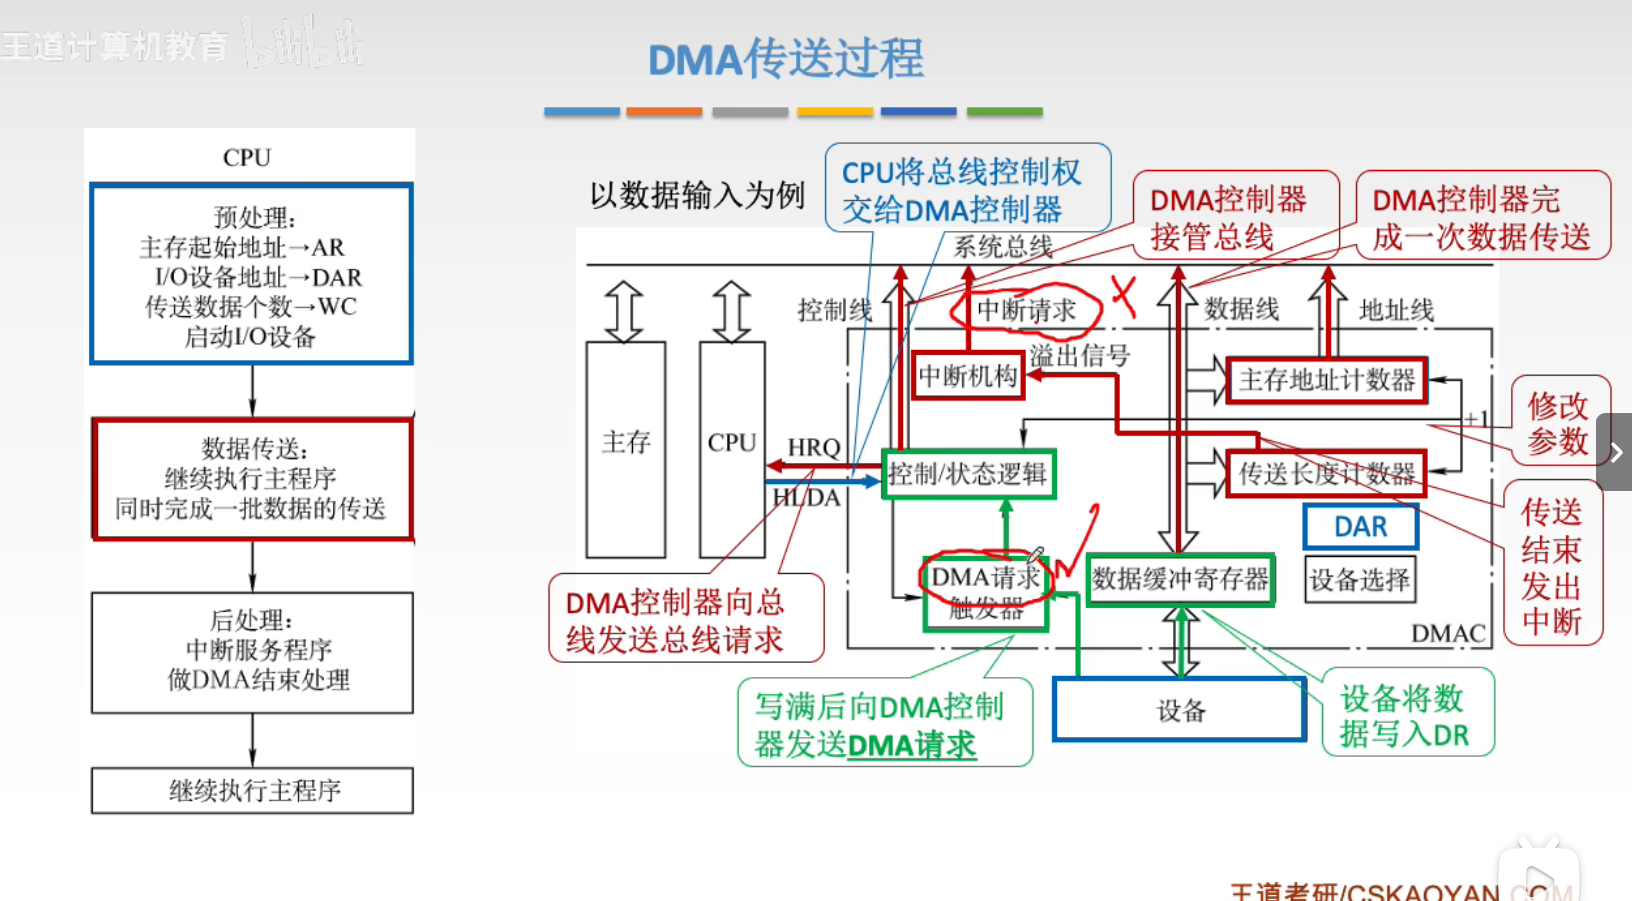 王道计算机教育
bilibili
DMA传送过程
CPU
预处理：
主存起始地址→AR
I/O设备地址→DAR
传送数据个数→WC
启动I/O设备
数据传送：
继续执行主程序
同时完成一批数据的传送
后处理：
中断服务程序
做DMA结束处理
继续执行主程序
以数据输入为例
CPU将总线控制权
交给DMA控制器
DMA控制器
接管总线
DMA控制器完
成一次数据传送
系统总线
控制线
中断请求
数据线
地址线
中断机构
溢出信号
主存地址计数器
+1
修改
参数
主存
CPU
HRQ
HLDA
控制/状态逻辑
传送长度计数器
DAR
设备选择
传送
结束
发出
中断
DMA请求
触发器
数据缓冲寄存器
DMAC
DMA控制器向总
线发送总线请求
写满后向DMA控制
器发送DMA请求
设备
设备将数
据写入DR
王道考研/CSKAOYAN.COM